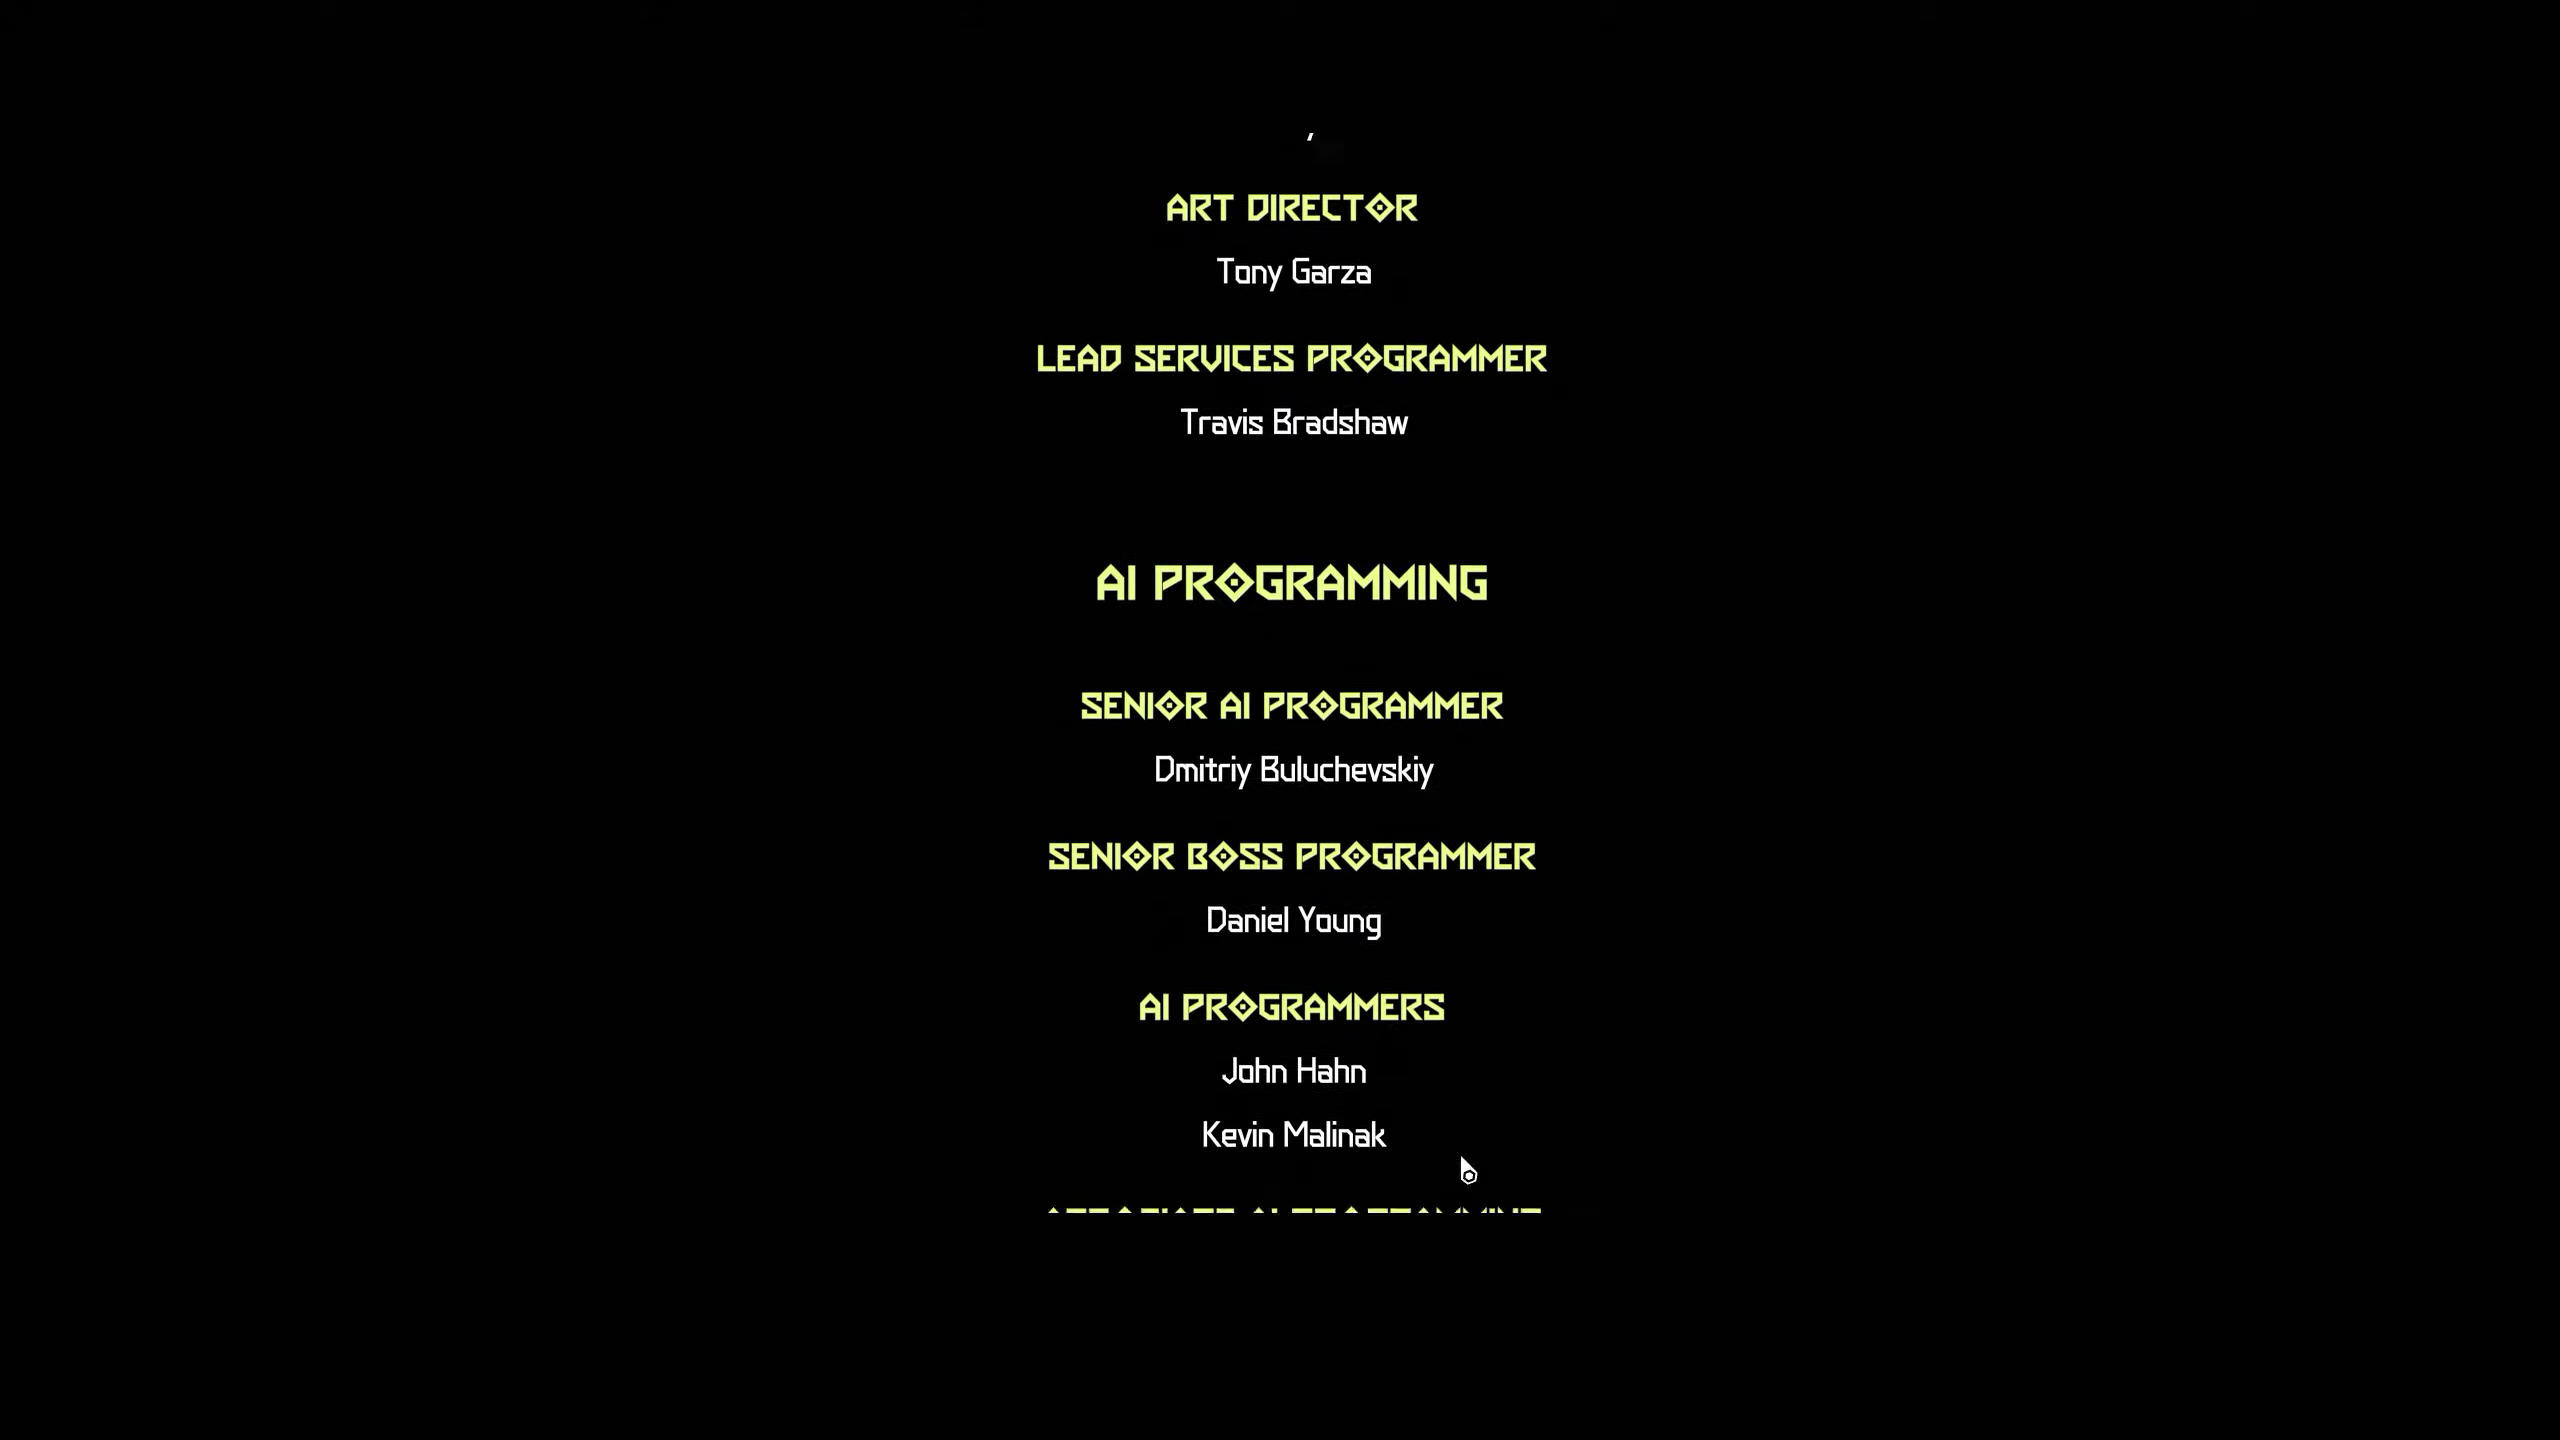 ART DIRECTOR
Tony Garza
LEAD SERVICES PROGRAMMER
Travis Bradshaw
AI PROGRAMMING
SENIOR AI PROGRAMMER
Dmitriy Buluchevskiy
SENIOR BOSS PROGRAMMER
Daniel Young
AI PROGRAMMERS
John Hahn
Kevin Malinak